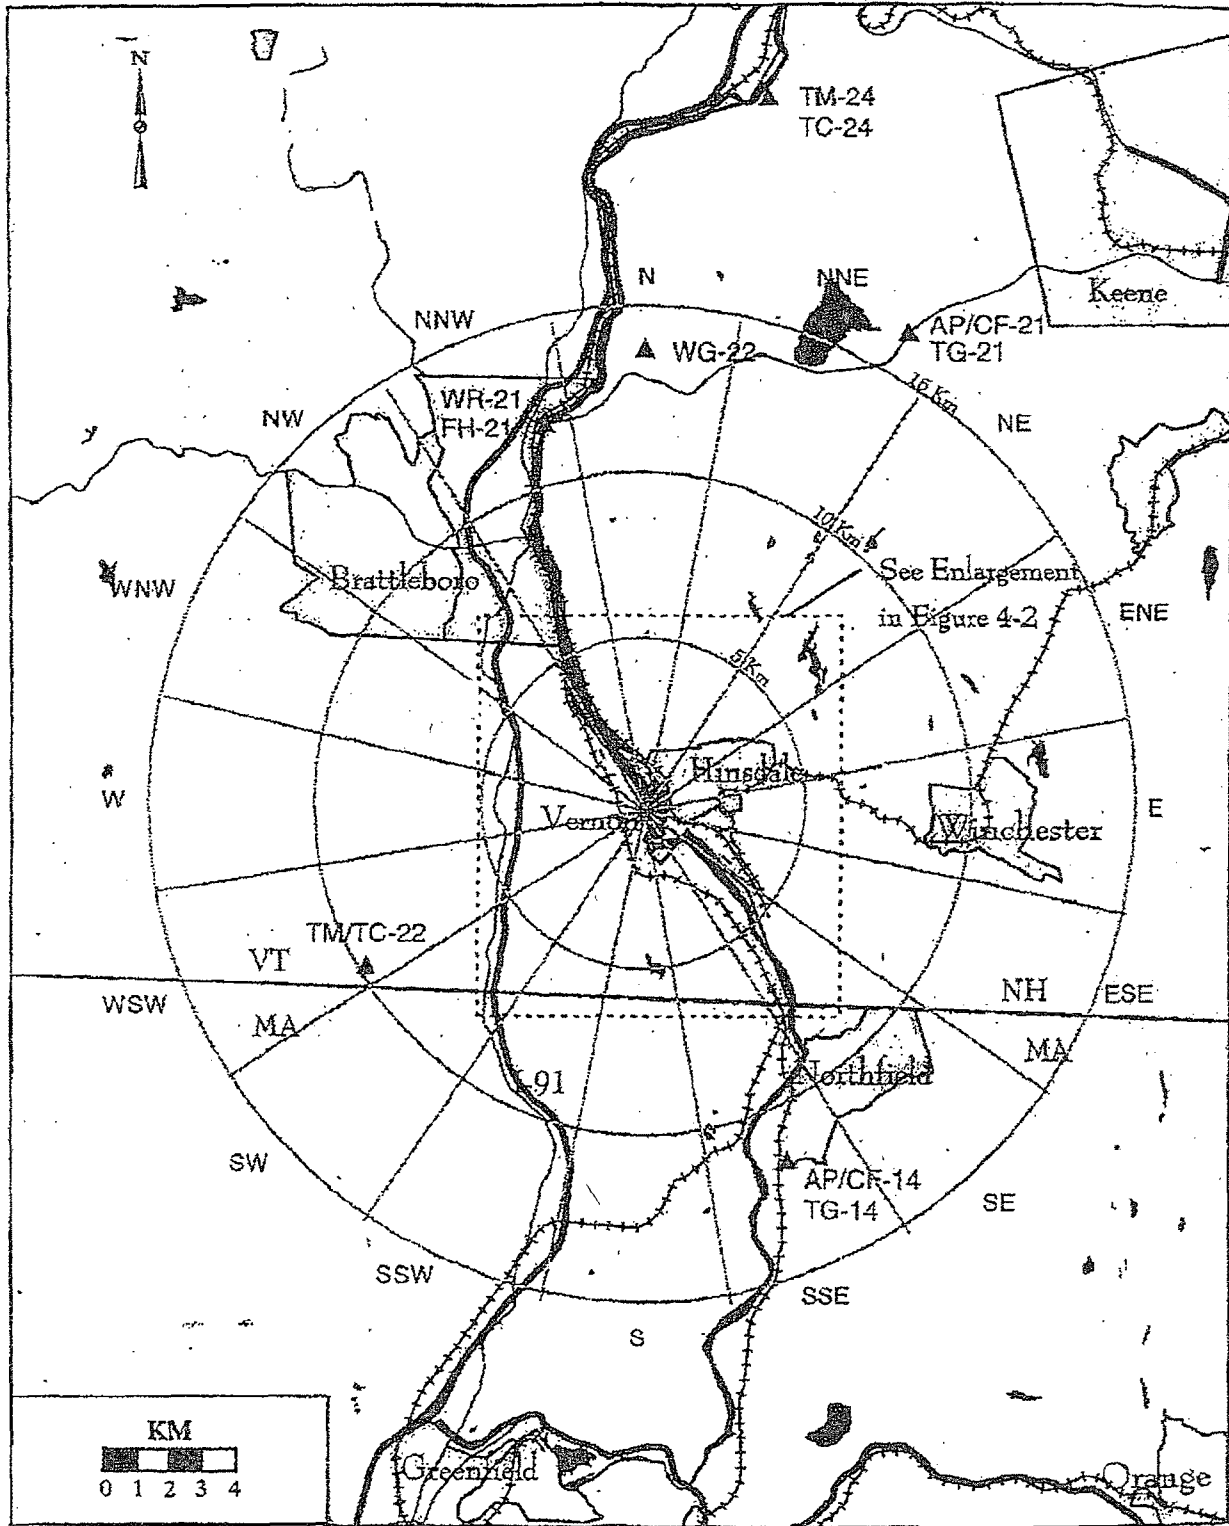 N
TM-24
TC-24
N
NNE
Keene
NNW
AP/CF-21
TG-21
WG-22
16 Km
WR-21
FH-21
NW
NE
10 Km
Brattleboro
See Enlargement
in Figure 4-2
WNW
ENE
5 Km
Hinsdale
W
Vernon
E
Winchester
TM/TC-22
VT
NH
ESE
WSW
MA
MA
I-91
Northfield
SW
AP/CF-14
TG-14
SE
SSW
SSE
S
KM
0 1 2 3 4
Greenfield
Orange